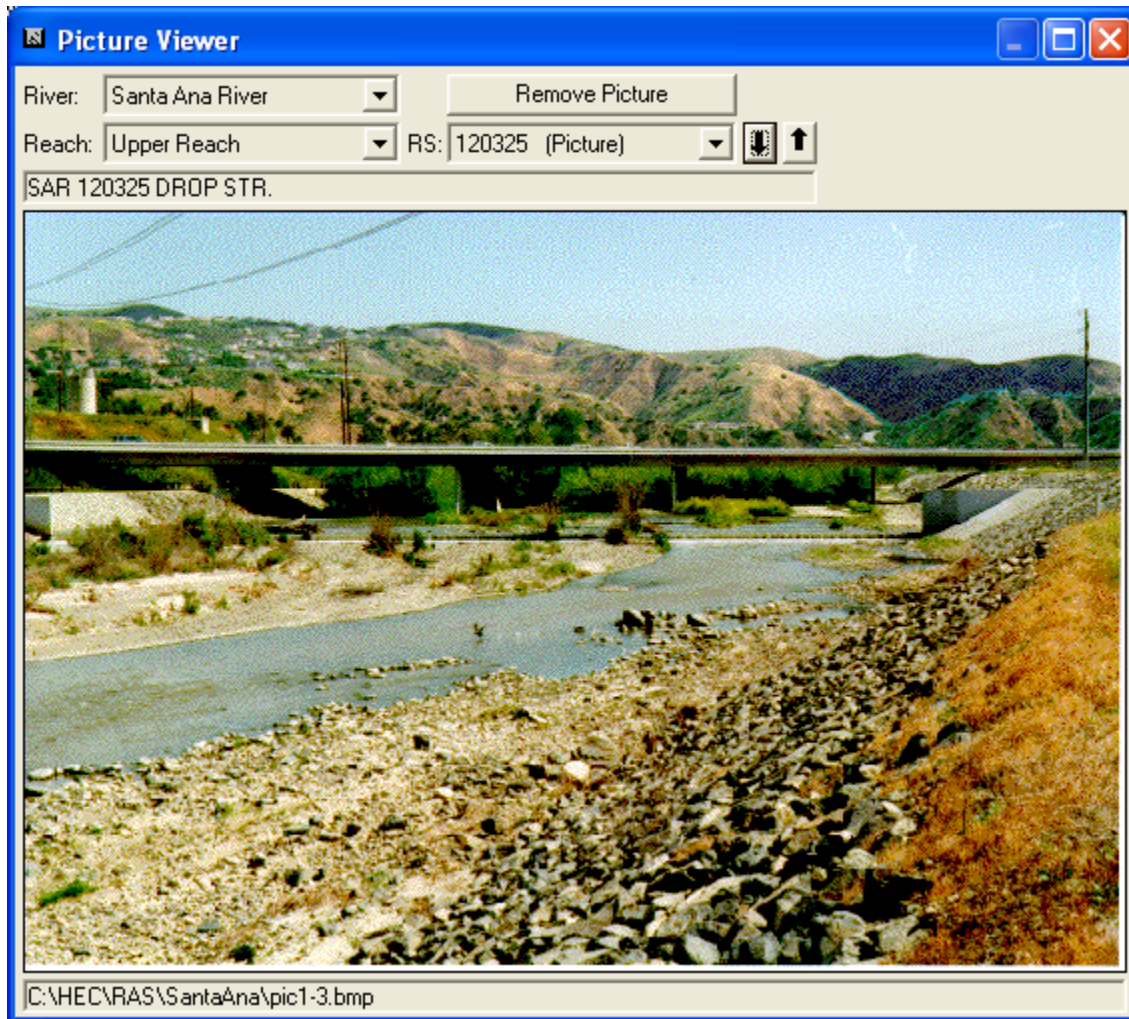 Picture Viewer
River: Santa Ana River Remove Picture
Reach: Upper Reach RS: 120325 (Picture)
SAR 120325 DROP STR.
C:\HEC\RAS\SantaAna\pic1-3.bmp